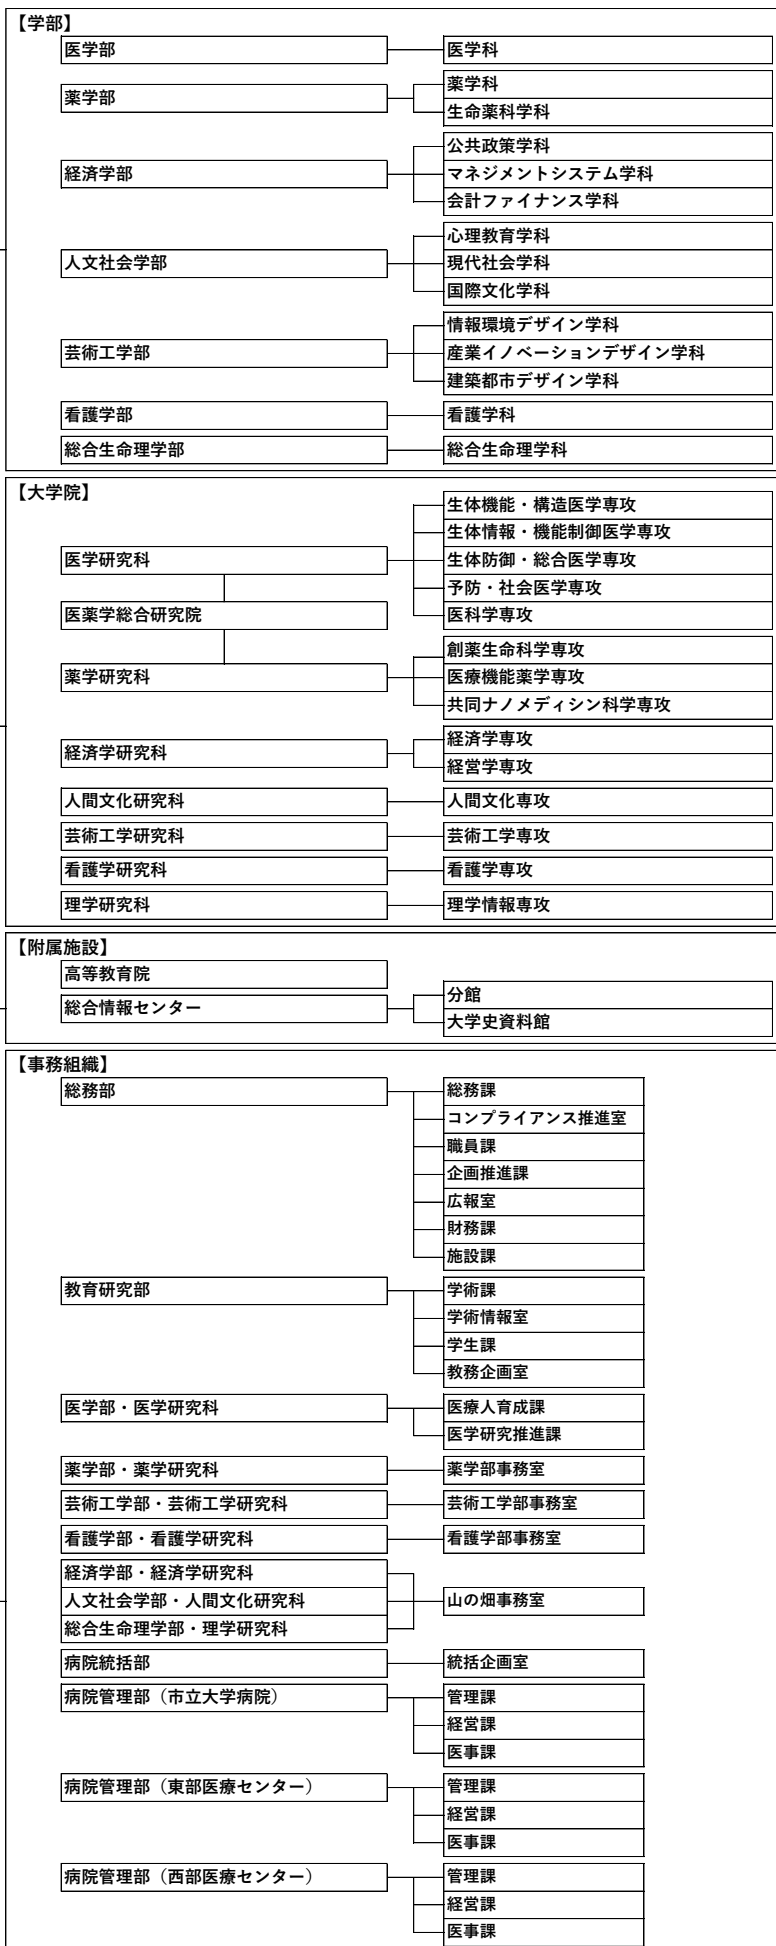 【学部】
医学部
医学科
薬学部
薬学科
生命薬科学科
経済学部
公共政策学科
マネジメントシステム学科
会計ファイナンス学科
人文社会学部
心理教育学科
現代社会学科
国際文化学科
芸術工学部
情報環境デザイン学科
産業イノベーションデザイン学科
建築都市デザイン学科
看護学部
看護学科
総合生命理学部
総合生命理学科
【大学院】
医学研究科
生体機能・構造医学専攻
生体情報・機能制御医学専攻
生体防御・総合医学専攻
予防・社会医学専攻
医科学専攻
医薬学総合研究院
薬学研究科
創薬生命科学専攻
医療機能薬学専攻
共同ナノメディシン科学専攻
経済学研究科
経済学専攻
経営学専攻
人間文化研究科
人間文化専攻
芸術工学研究科
芸術工学専攻
看護学研究科
看護学専攻
理学研究科
理学情報専攻
【附属施設】
高等教育院
総合情報センター
分館
大学史資料館
【事務組織】
総務部
総務課
コンプライアンス推進室
職員課
企画推進課
広報室
財務課
施設課
教育研究部
学術課
学術情報室
学生課
教務企画室
医学部・医学研究科
医療人育成課
医学研究推進課
薬学部・薬学研究科
薬学部事務室
芸術工学部・芸術工学研究科
芸術工学部事務室
看護学部・看護学研究科
看護学部事務室
経済学部・経済学研究科
人文社会学部・人間文化研究科
総合生命理学部・理学研究科
山の畑事務室
病院統括部
統括企画室
病院管理部（市立大学病院）
管理課
経営課
医事課
病院管理部（東部医療センター）
管理課
経営課
医事課
病院管理部（西部医療センター）
管理課
経営課
医事課